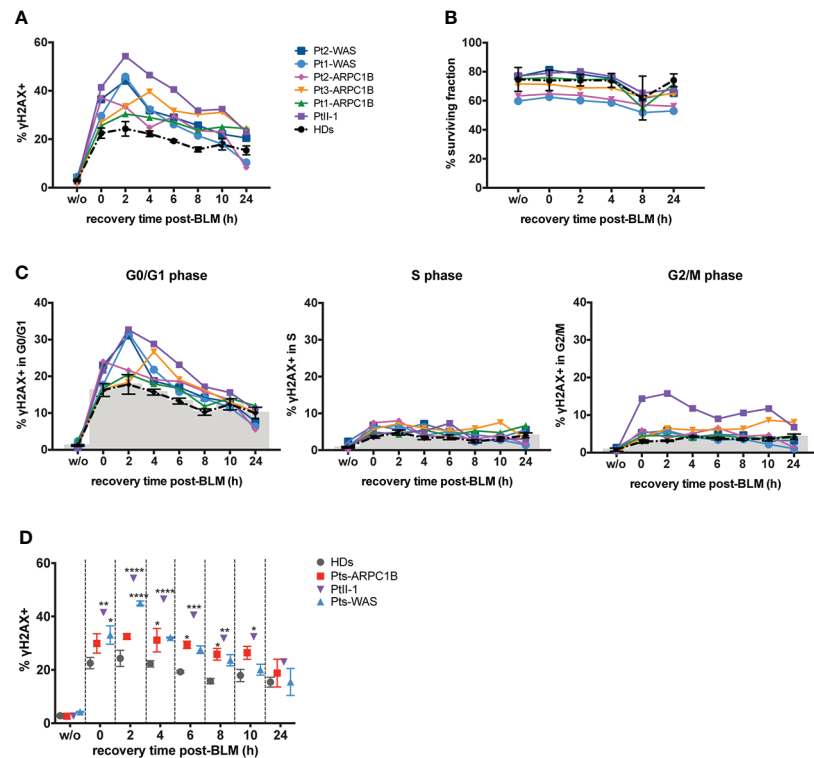 A
% γH2AX+
60
40
20
0
w/o 0 2 4 6 8 10 24
recovery time post-BLM (h)
Pt2-WAS
Pt1-WAS
Pt2-ARPC1B
Pt3-ARPC1B
Pt1-ARPC1B
PtII-1
HDs
B
% surviving fraction
100
80
60
40
20
0
w/o 0 2 4 8 24
recovery time post-BLM (h)
C
G0/G1 phase
% γH2AX+ in G0/G1
40
30
20
10
0
w/o 0 2 4 6 8 10 24
recovery time post-BLM (h)
S phase
% γH2AX+ in S
40
30
20
10
0
w/o 0 2 4 6 8 10 24
recovery time post-BLM (h)
G2/M phase
% γH2AX+ in G2/M
40
30
20
10
0
w/o 0 2 4 6 8 10 24
recovery time post-BLM (h)
D
% γH2AX+
60
40
20
0
**
*
****
****
****
*
***
*
**
*
*
w/o 0 2 4 6 8 10 24
recovery time post-BLM (h)
HDs
Pts-ARPC1B
PtII-1
Pts-WAS